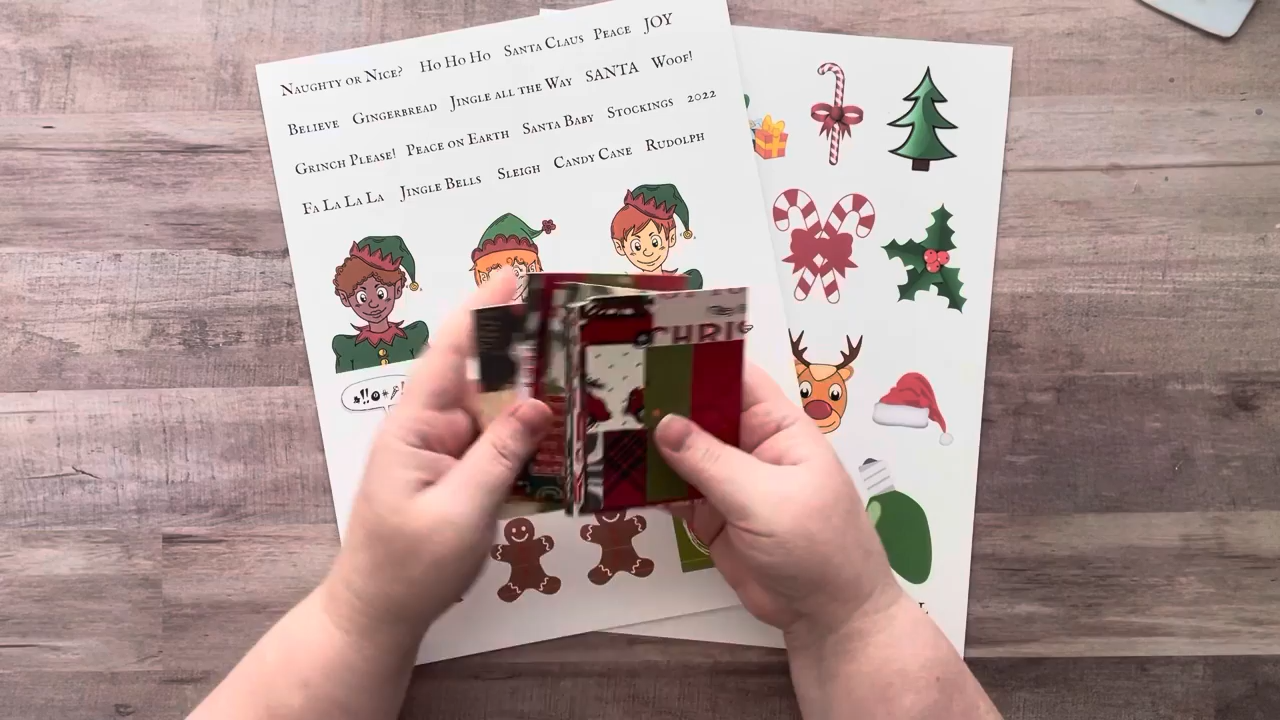 Naughty or Nice? Ho Ho Ho Santa Claus Peace JOY
Believe Gingerbread Jingle all the Way SANTA Woof!
Grinch Please! Peace on Earth Santa Baby Stockings 2022
Fa La La La Jingle Bells Sleigh Candy Cane Rudolph
CHRIS